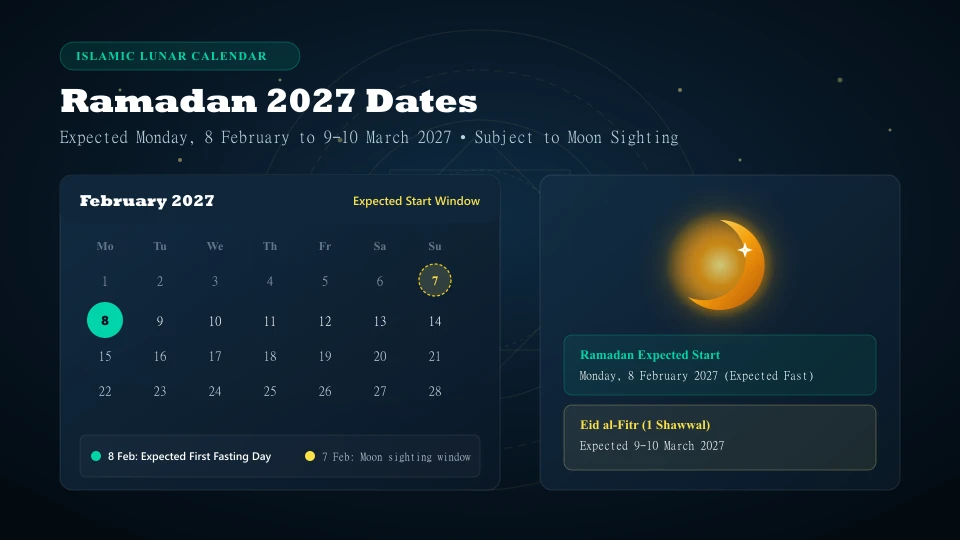 ISLAMIC LUNAR CALENDAR
Ramadan 2027 Dates
Expected Monday, 8 February to 9–10 March 2027 • Subject to Moon Sighting
February 2027
Expected Start Window
Mo Tu We Th Fr Sa Su
1 2 3 4 5 6 7
8 9 10 11 12 13 14
15 16 17 18 19 20 21
22 23 24 25 26 27 28
8 Feb: Expected First Fasting Day
7 Feb: Moon sighting window
Ramadan Expected Start
Monday, 8 February 2027 (Expected Fast)
Eid al-Fitr (1 Shawwal)
Expected 9–10 March 2027